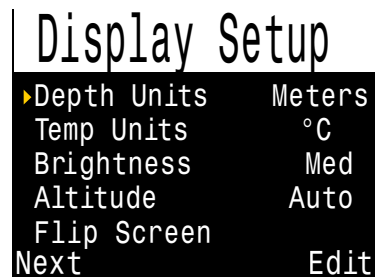 Display Setup
Depth Units Meters
Temp Units °C
Brightness Med
Altitude Auto
Flip Screen
Next Edit